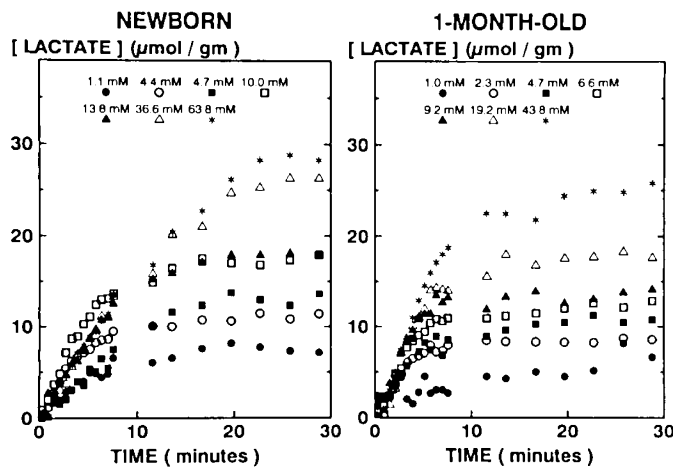 NEWBORN
[ LACTATE ] (µmol / gm)
1.1 mM 4.4 mM 4.7 mM 10.0 mM
13.8 mM 36.6 mM 63.8 mM
30
20
10
0
0 10 20 30
TIME ( minutes )
1-MONTH-OLD
[ LACTATE ] (µmol / gm)
1.0 mM 2.3 mM 4.7 mM 6.6 mM
9.2 mM 19.2 mM 43.8 mM
30
20
10
0
0 10 20 30
TIME ( minutes )